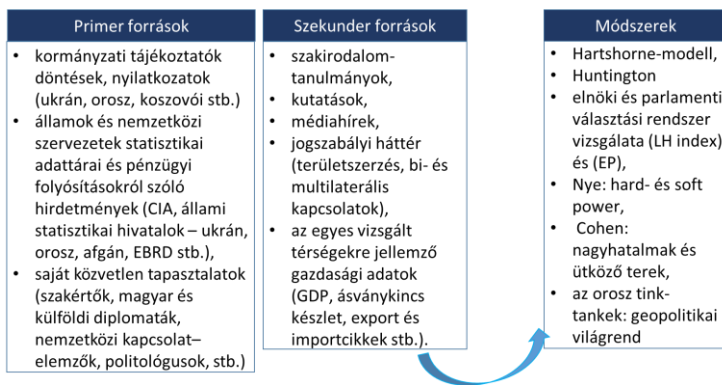 Primer források
• kormányzati tájékoztatók
döntések, nyilatkozatok
(ukrán, orosz, koszovói stb.)
• államok és nemzetközi
szervezetek statisztikai
adattárai és pénzügyi
folyósításokról szóló
hirdetmények (CIA, állami
statisztikai hivatalok – ukrán,
orosz, afgán, EBRD stb.),
• saját közvetlen tapasztalatok
(szakértők, magyar és
külföldi diplomaták,
nemzetközi kapcsolat–
elemzők, politológusok, stb.)
Szekunder források
• szakirodalom-
tanulmányok,
• kutatások,
• médiahírek,
• jogszabályi háttér
(területszerzés, bi- és
multilaterális
kapcsolatok),
• az egyes vizsgált
térségekre jellemző
gazdasági adatok
(GDP, ásványkincs
készlet, export és
importcikkek stb.).
Módszerek
• Hartshorne-modell,
• Huntington
• elnöki és parlamenti
választási rendszer
vizsgálata (LH index)
és (EP),
• Nye: hard- és soft
power,
• Cohen:
nagyhatalmak és
ütköző terek,
• az orosz tink-
tankek: geopolitikai
világrend